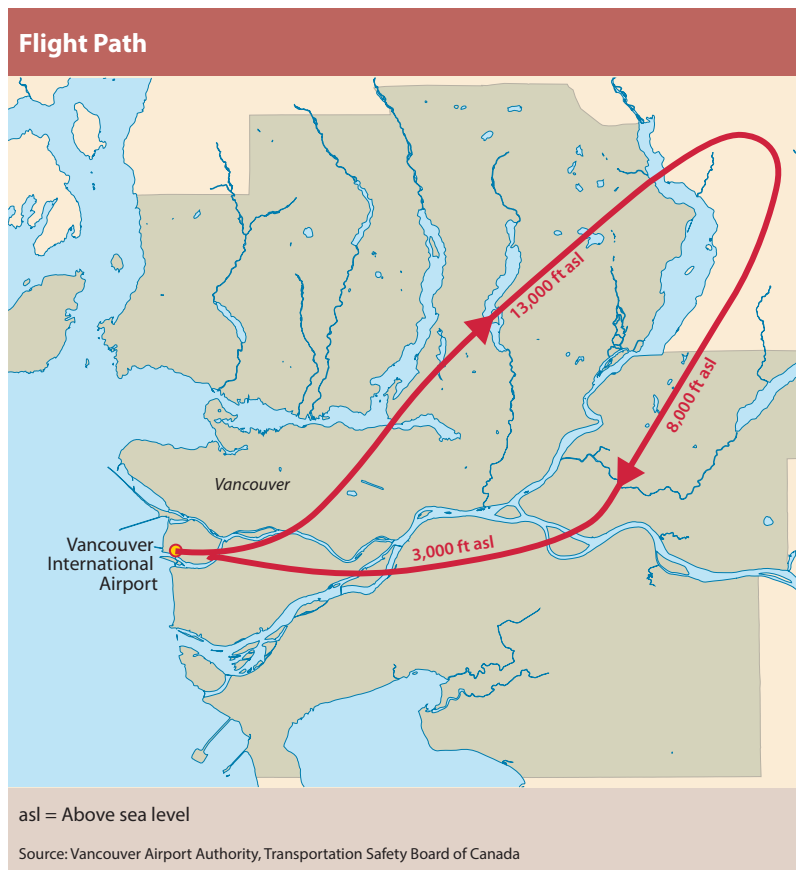 Flight Path
13,000 ft asl
8,000 ft asl
Vancouver
Vancouver
International
Airport
3,000 ft asl
asl = Above sea level
Source: Vancouver Airport Authority, Transportation Safety Board of Canada